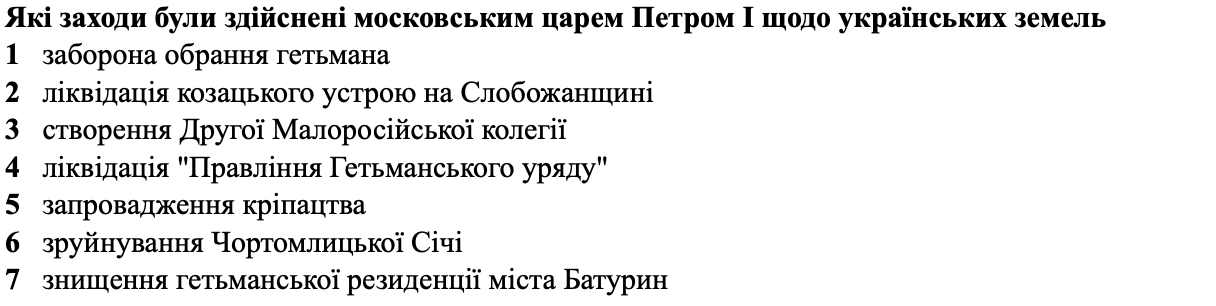 Які заходи були здійснені московським царем Петром І щодо українських земель
1 заборона обрання гетьмана
2 ліквідація козацького устрою на Слобожанщині
3 створення Другої Малоросійської колегії
4 ліквідація "Правління Гетьманського уряду"
5 запровадження кріпацтва
6 зруйнування Чортомлицької Січі
7 знищення гетьманської резиденції міста Батурин